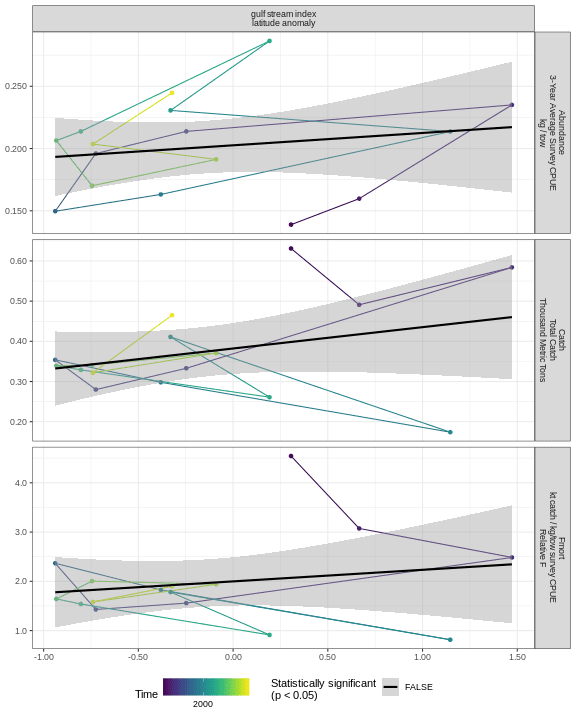 gulf stream index
latitude anomaly
0.250
0.200
0.150
Abundance
3-Year Average Survey CPUE
kg / tow
0.60
0.50
0.40
0.30
0.20
Catch
Total Catch
Thousand Metric Tons
4.0
3.0
2.0
1.0
Fmort
kt catch / kg/tow survey CPUE
Relative F
-1.00
-0.50
0.00
0.50
1.00
1.50
Time
2000
Statistically significant
(p < 0.05)
FALSE